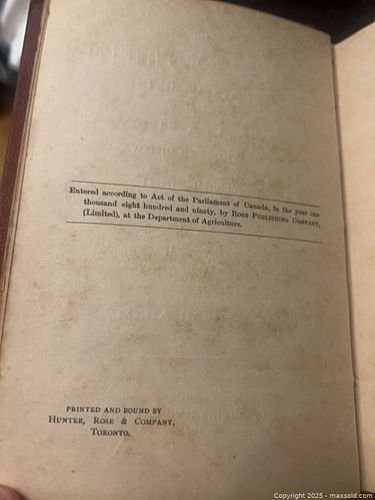 Entered according to Act of the Parliament of Canada, in the year one
thousand eight hundred and ninety, by ROSE PUBLISHING COMPANY,
(Limited), at the Department of Agriculture.
PRINTED AND BOUND BY
HUNTER, ROSE & COMPANY,
TORONTO.
Copyright 2025 - maxsold.com